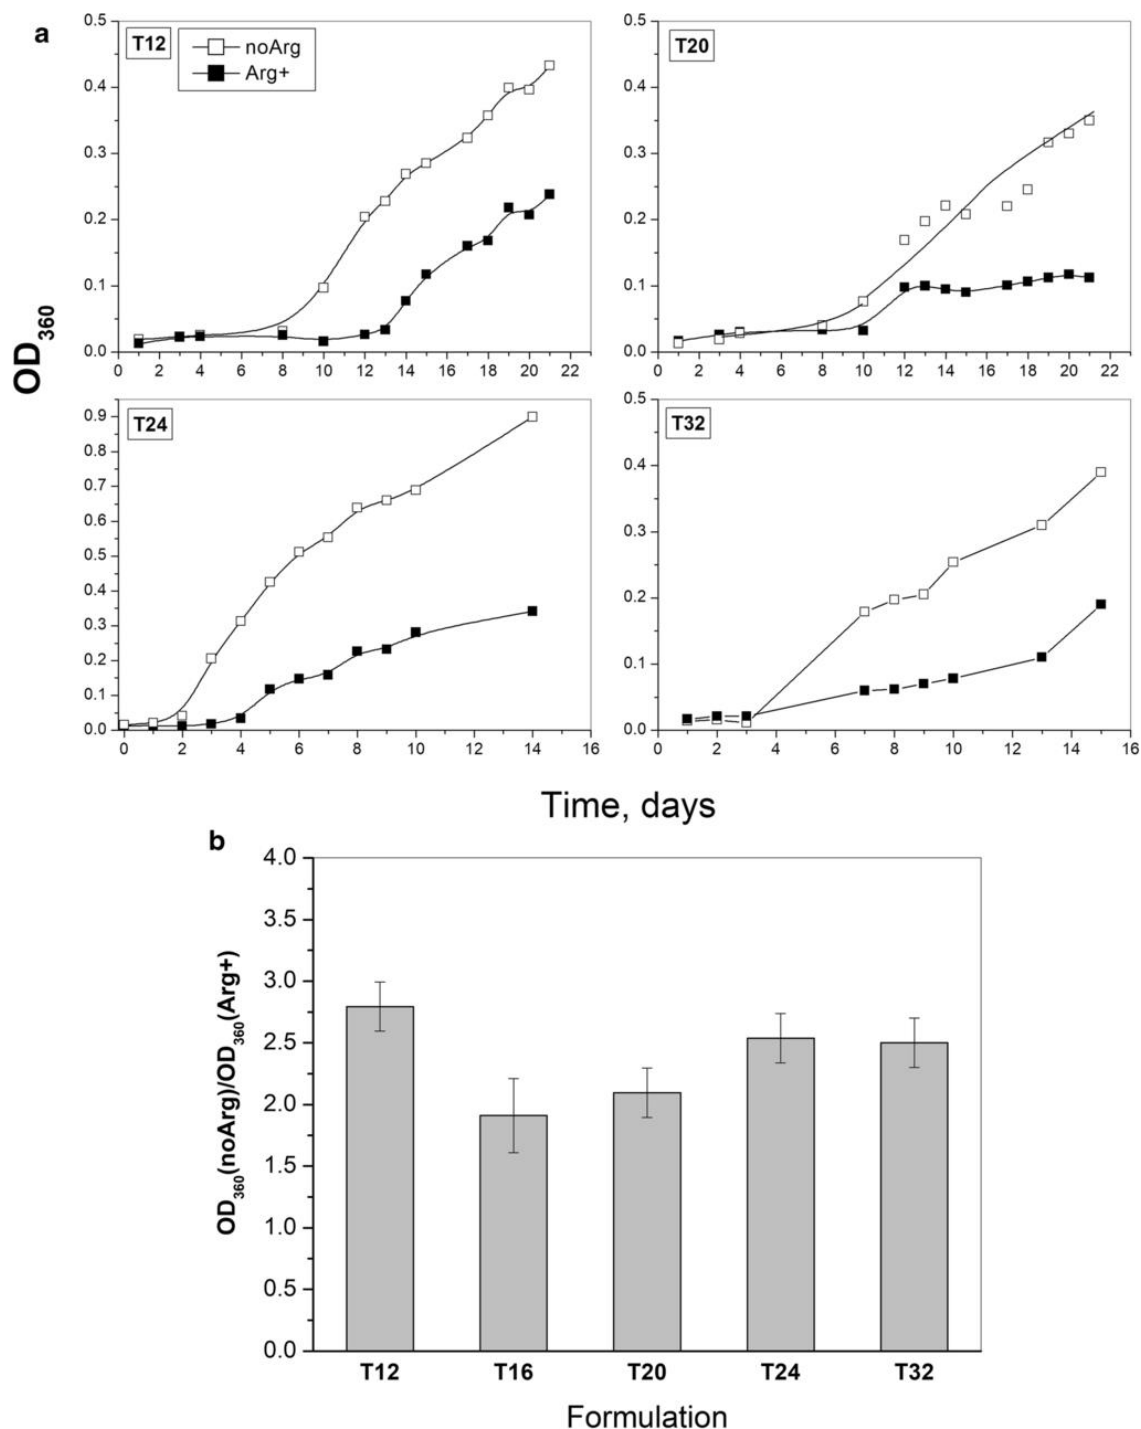 a
T12
noArg
Arg+
0.5
0.4
0.3
0.2
0.1
0.0
0 2 4 6 8 10 12 14 16 18 20 22
T20
0.5
0.4
0.3
0.2
0.1
0.0
0 2 4 6 8 10 12 14 16 18 20 22
OD360
T24
0.9
0.8
0.7
0.6
0.5
0.4
0.3
0.2
0.1
0.0
0 2 4 6 8 10 12 14 16
T32
0.5
0.4
0.3
0.2
0.1
0.0
0 2 4 6 8 10 12 14 16
Time, days
b
OD360(noArg)/OD360(Arg+)
4.0
3.5
3.0
2.5
2.0
1.5
1.0
0.5
0.0
T12 T16 T20 T24 T32
Formulation